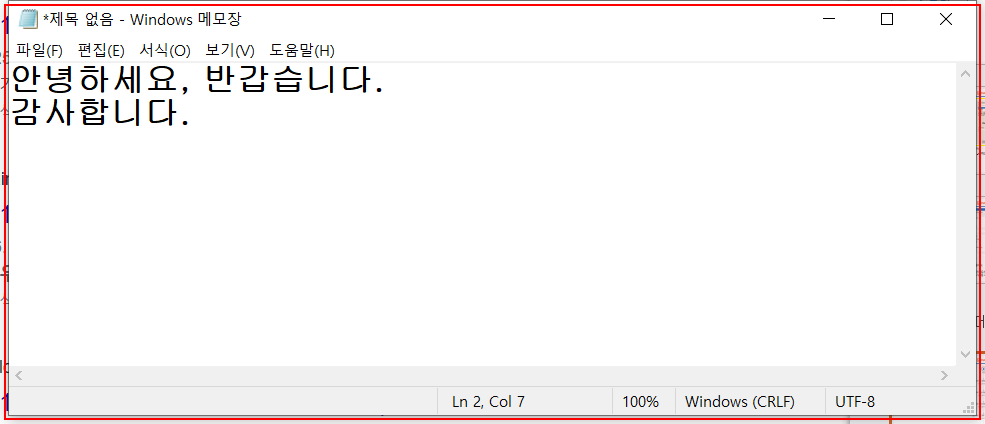 *제목 없음 - Windows 메모장
파일(F) 편집(E) 서식(O) 보기(V) 도움말(H)
안녕하세요, 반갑습니다.
감사합니다.
Ln 2, Col 7 100% Windows (CRLF) UTF-8